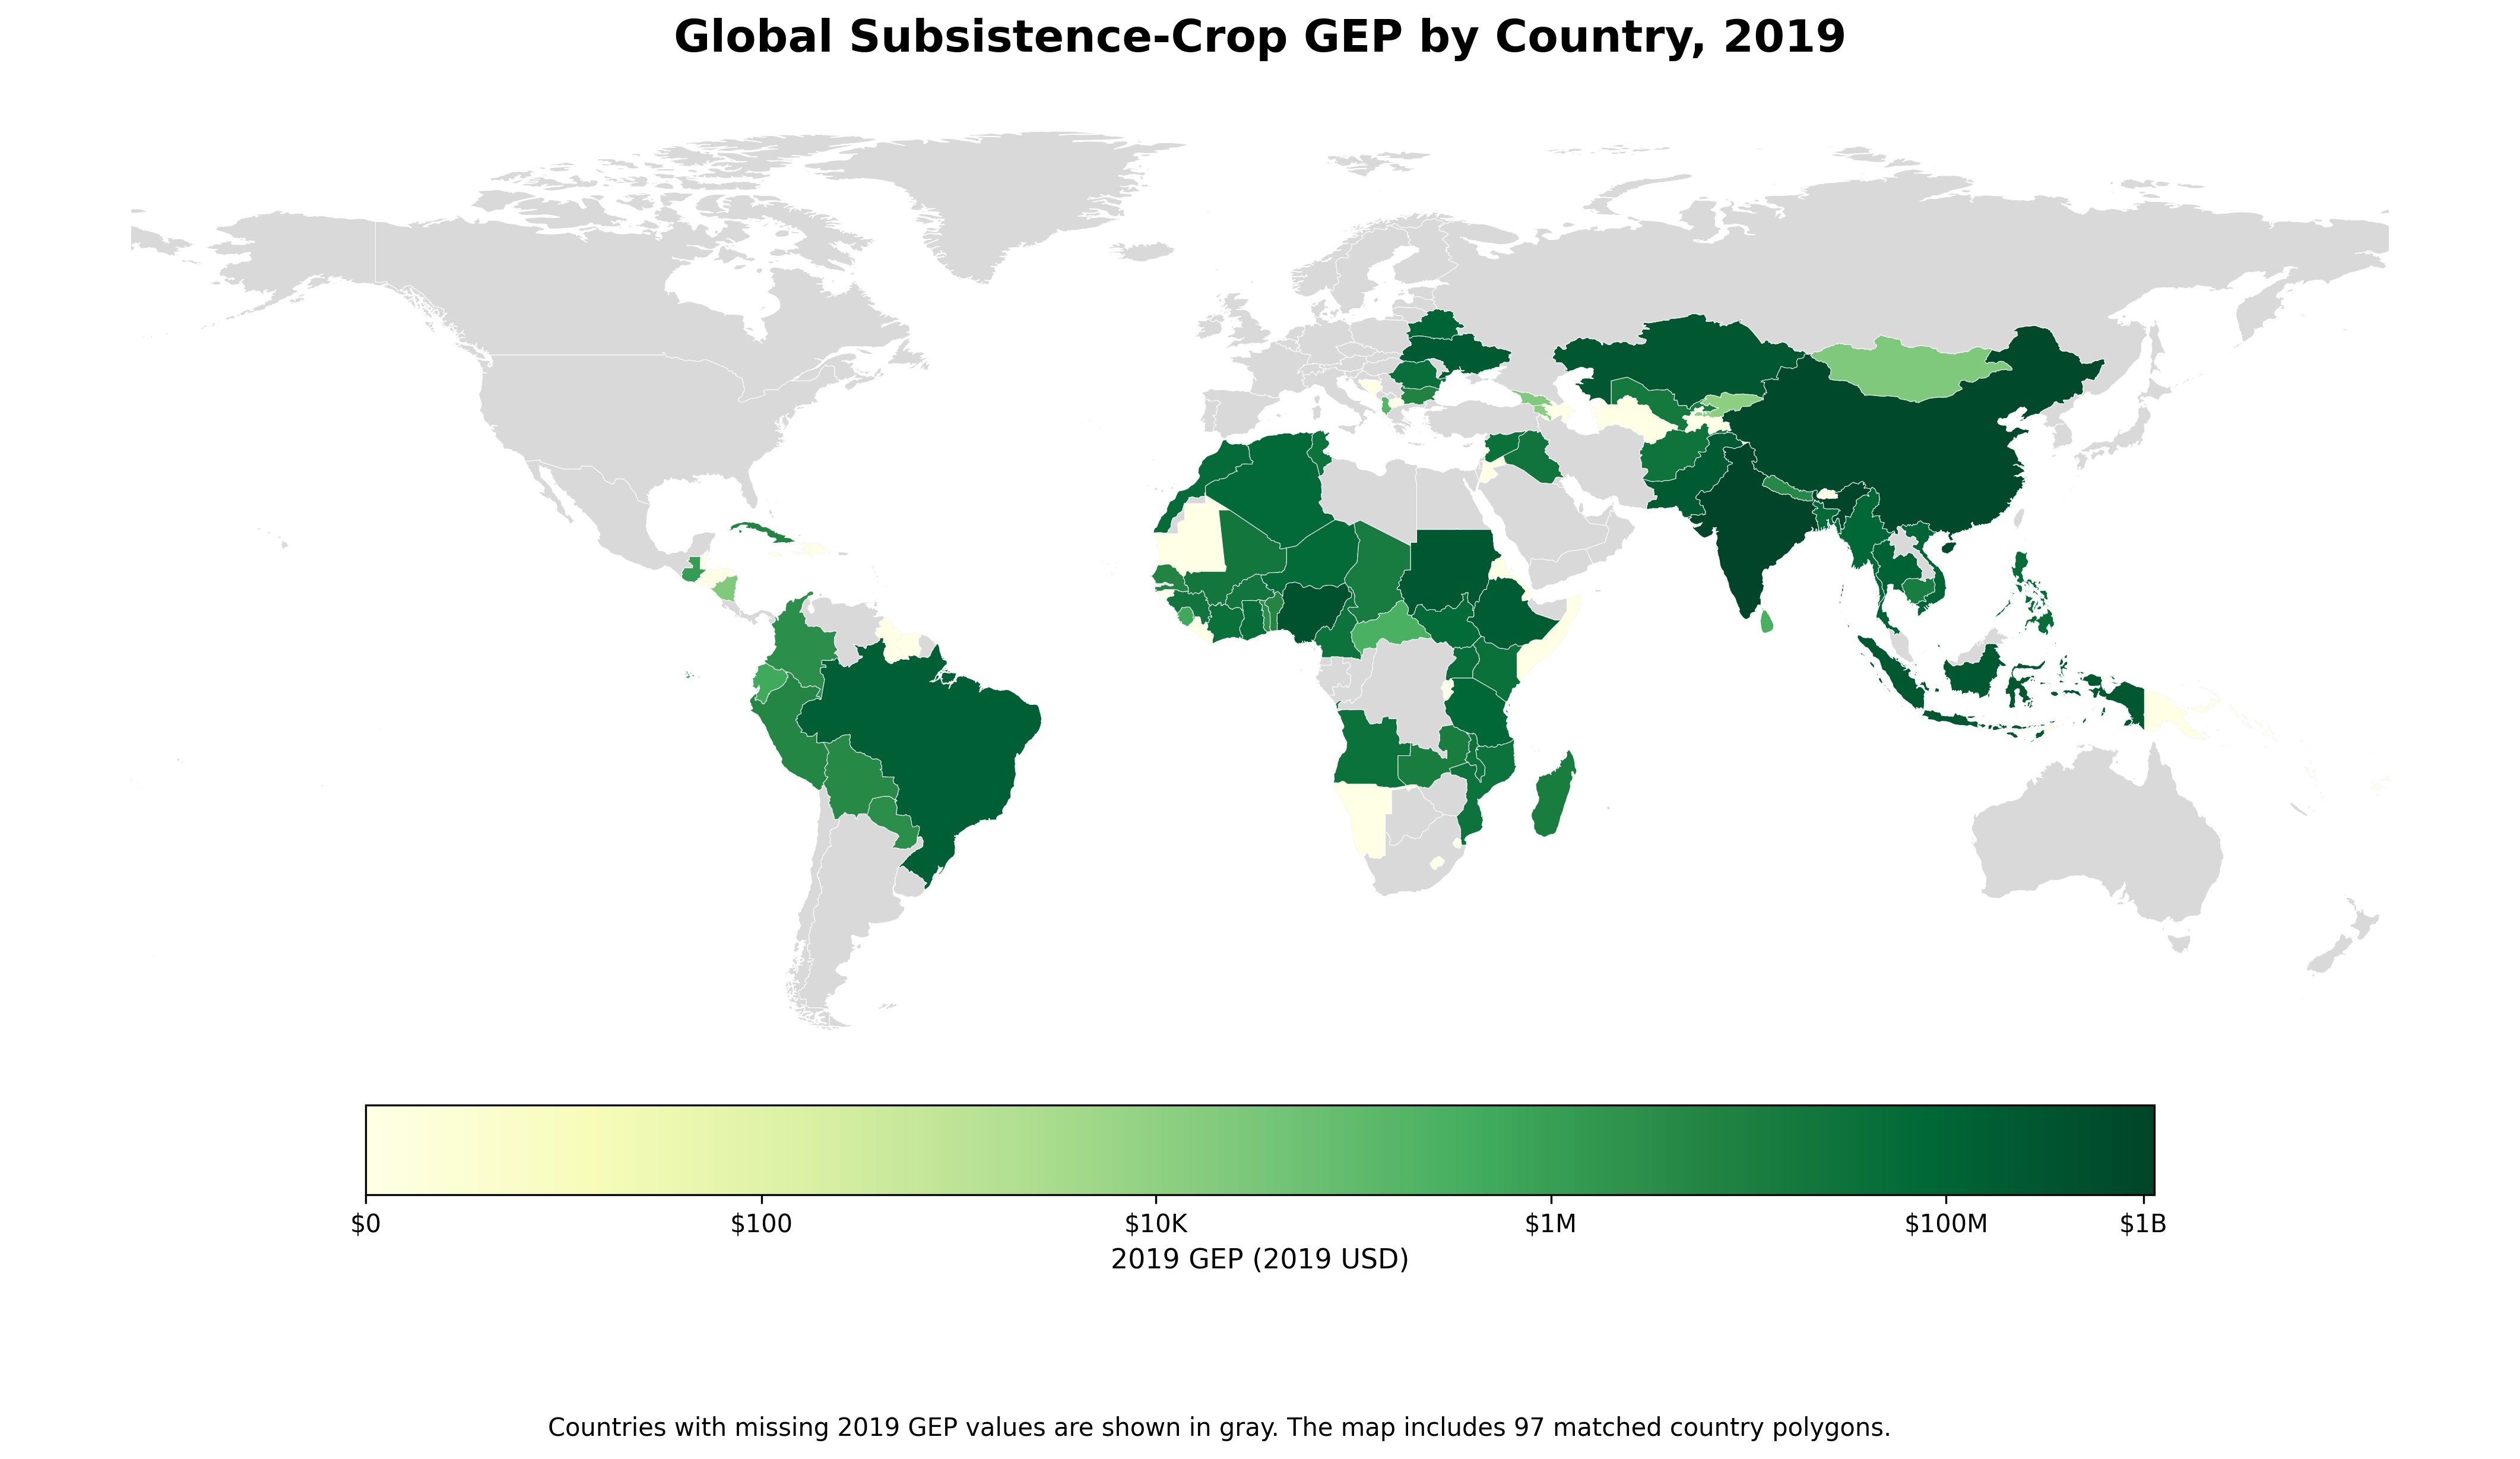 Global Subsistence-Crop GEP by Country, 2019
$0 $100 $10K $1M $100M $1B
2019 GEP (2019 USD)
Countries with missing 2019 GEP values are shown in gray. The map includes 97 matched country polygons.